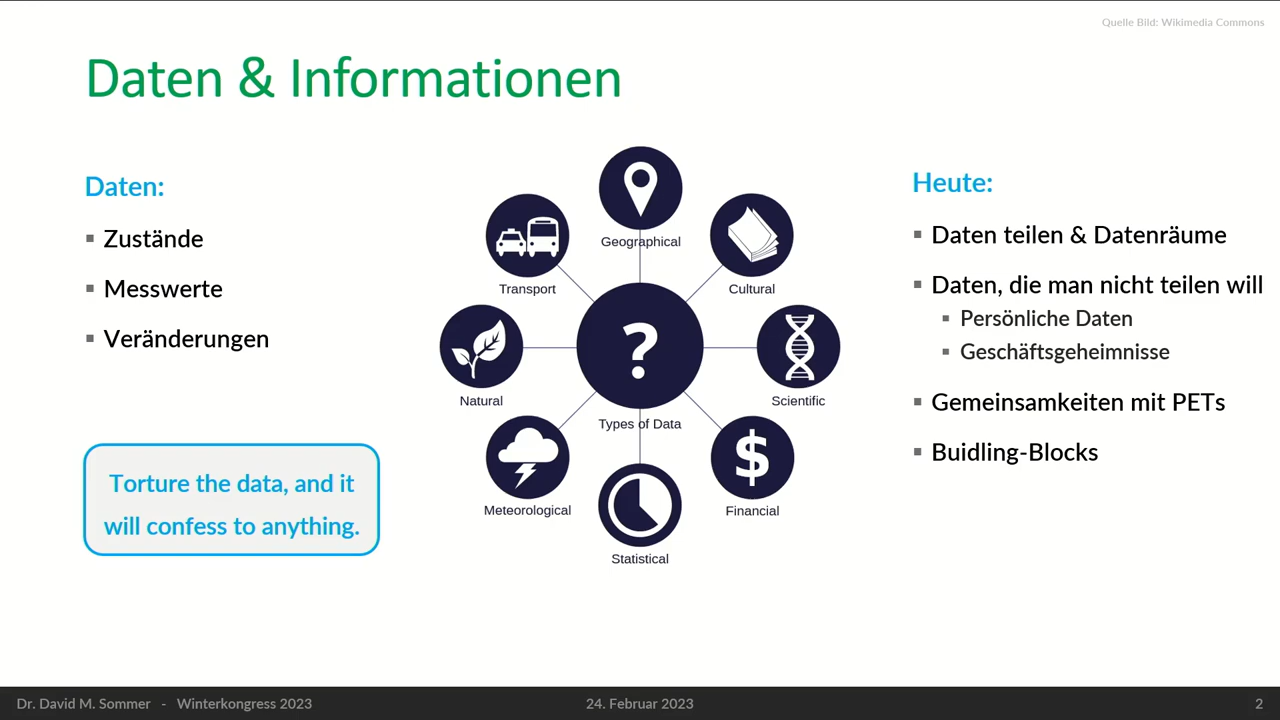 Quelle Bild: Wikimedia Commons
Daten & Informationen
Daten:
Zustände
Messwerte
Veränderungen
Torture the data, and it
will confess to anything.
Geographical
Transport
Cultural
?
Natural
Types of Data
Scientific
$
Meteorological
Financial
Statistical
Heute:
Daten teilen & Datenräume
Daten, die man nicht teilen will
Persönliche Daten
Geschäftsgeheimnisse
Gemeinsamkeiten mit PETs
Buidling-Blocks
Dr. David M. Sommer - Winterkongress 2023
24. Februar 2023
2